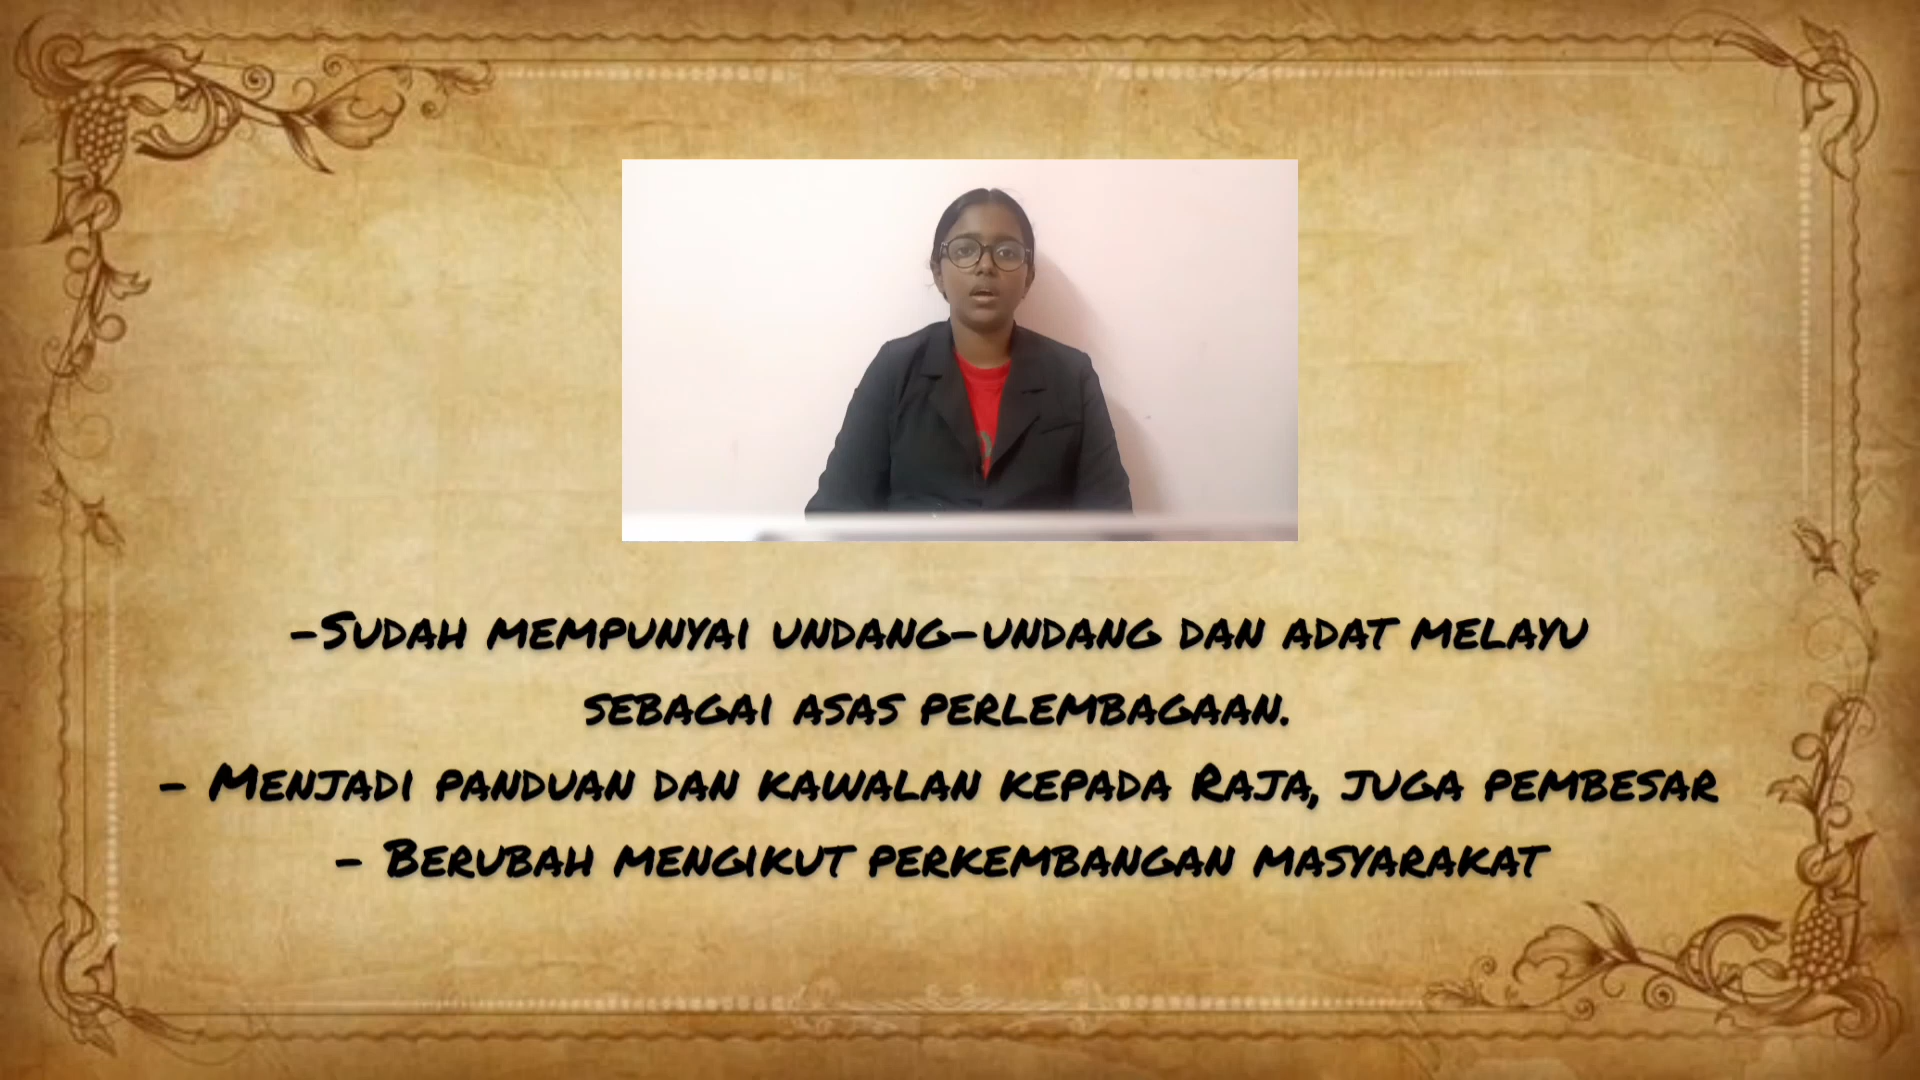 -Sudah mempunyai undang-undang dan adat melayu
sebagai asas perlembagaan.
- Menjadi panduan dan kawalan kepada Raja, juga pembesar
- Berubah mengikut perkembangan masyarakat